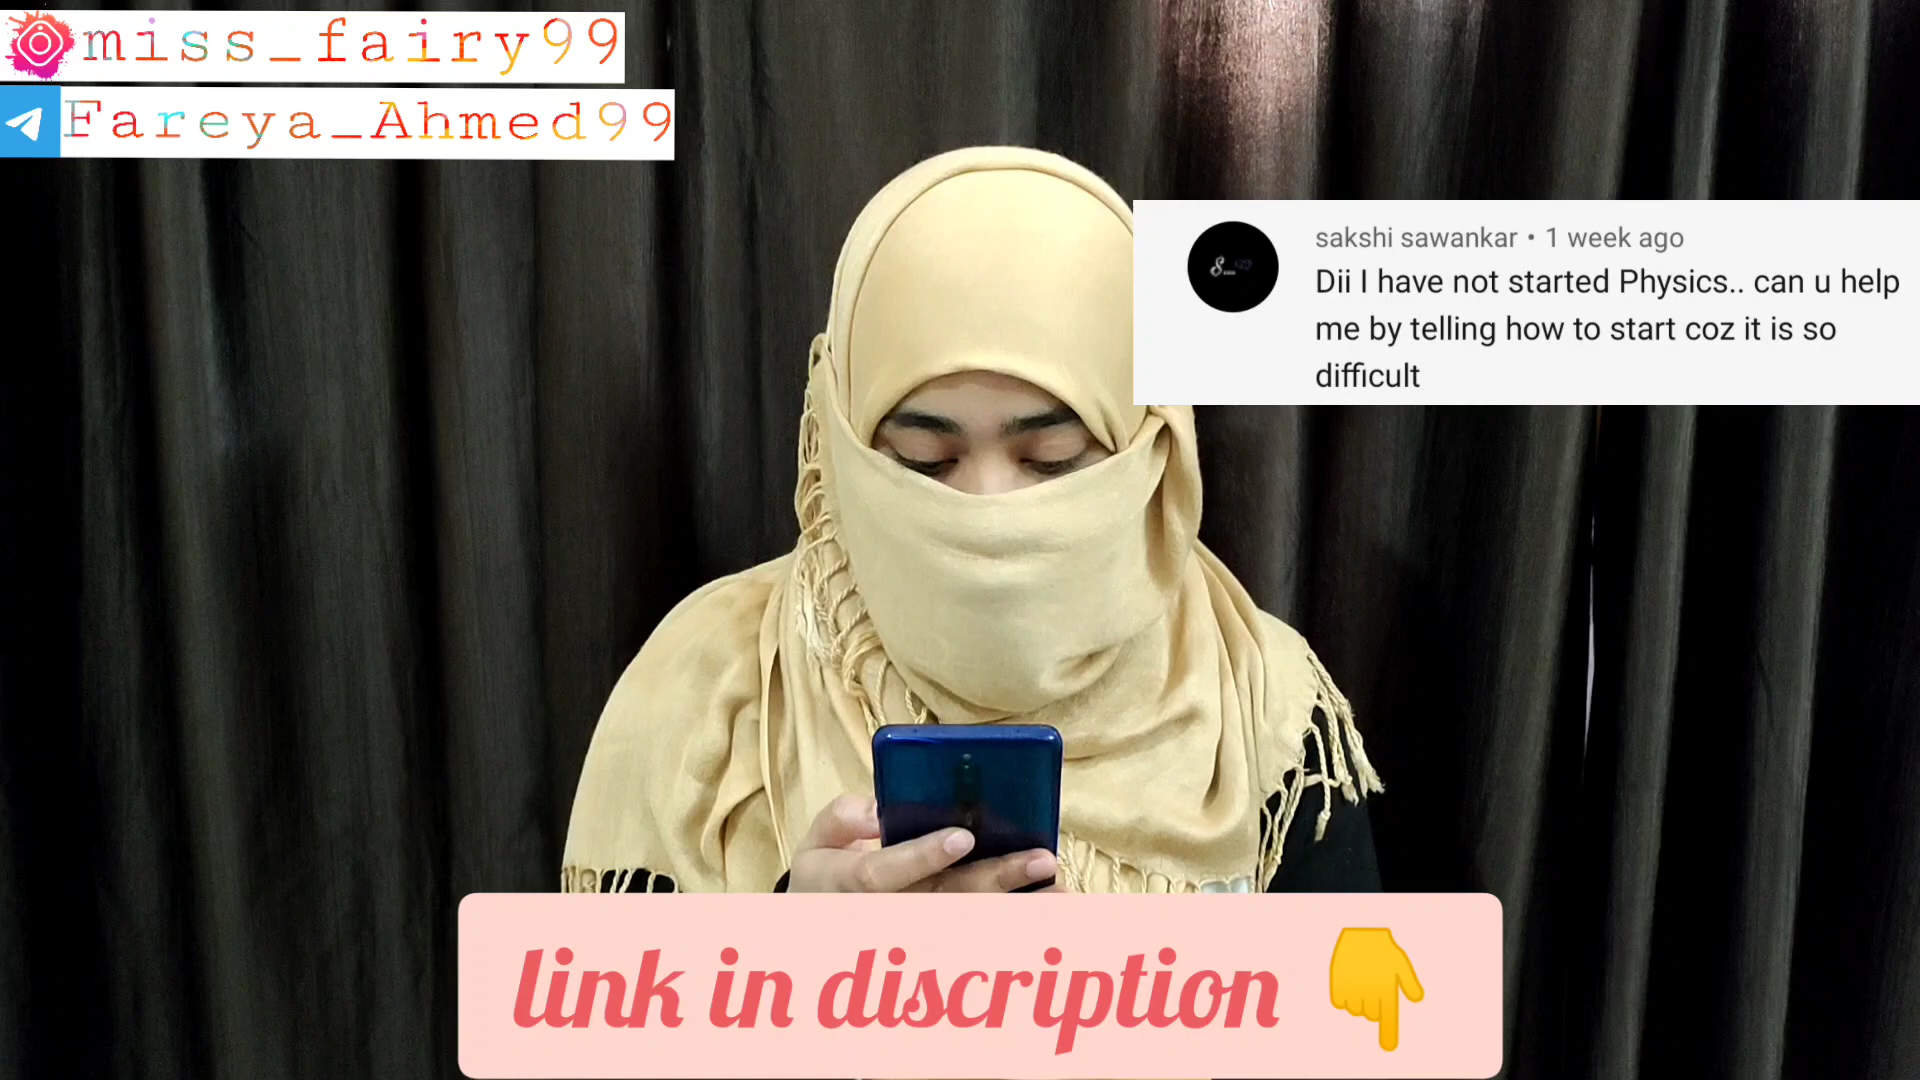 miss_fairy99
Fareya_Ahmed99
sakshi sawankar • 1 week ago
Dii I have not started Physics.. can u help
me by telling how to start coz it is so
difficult
link in discription 👇